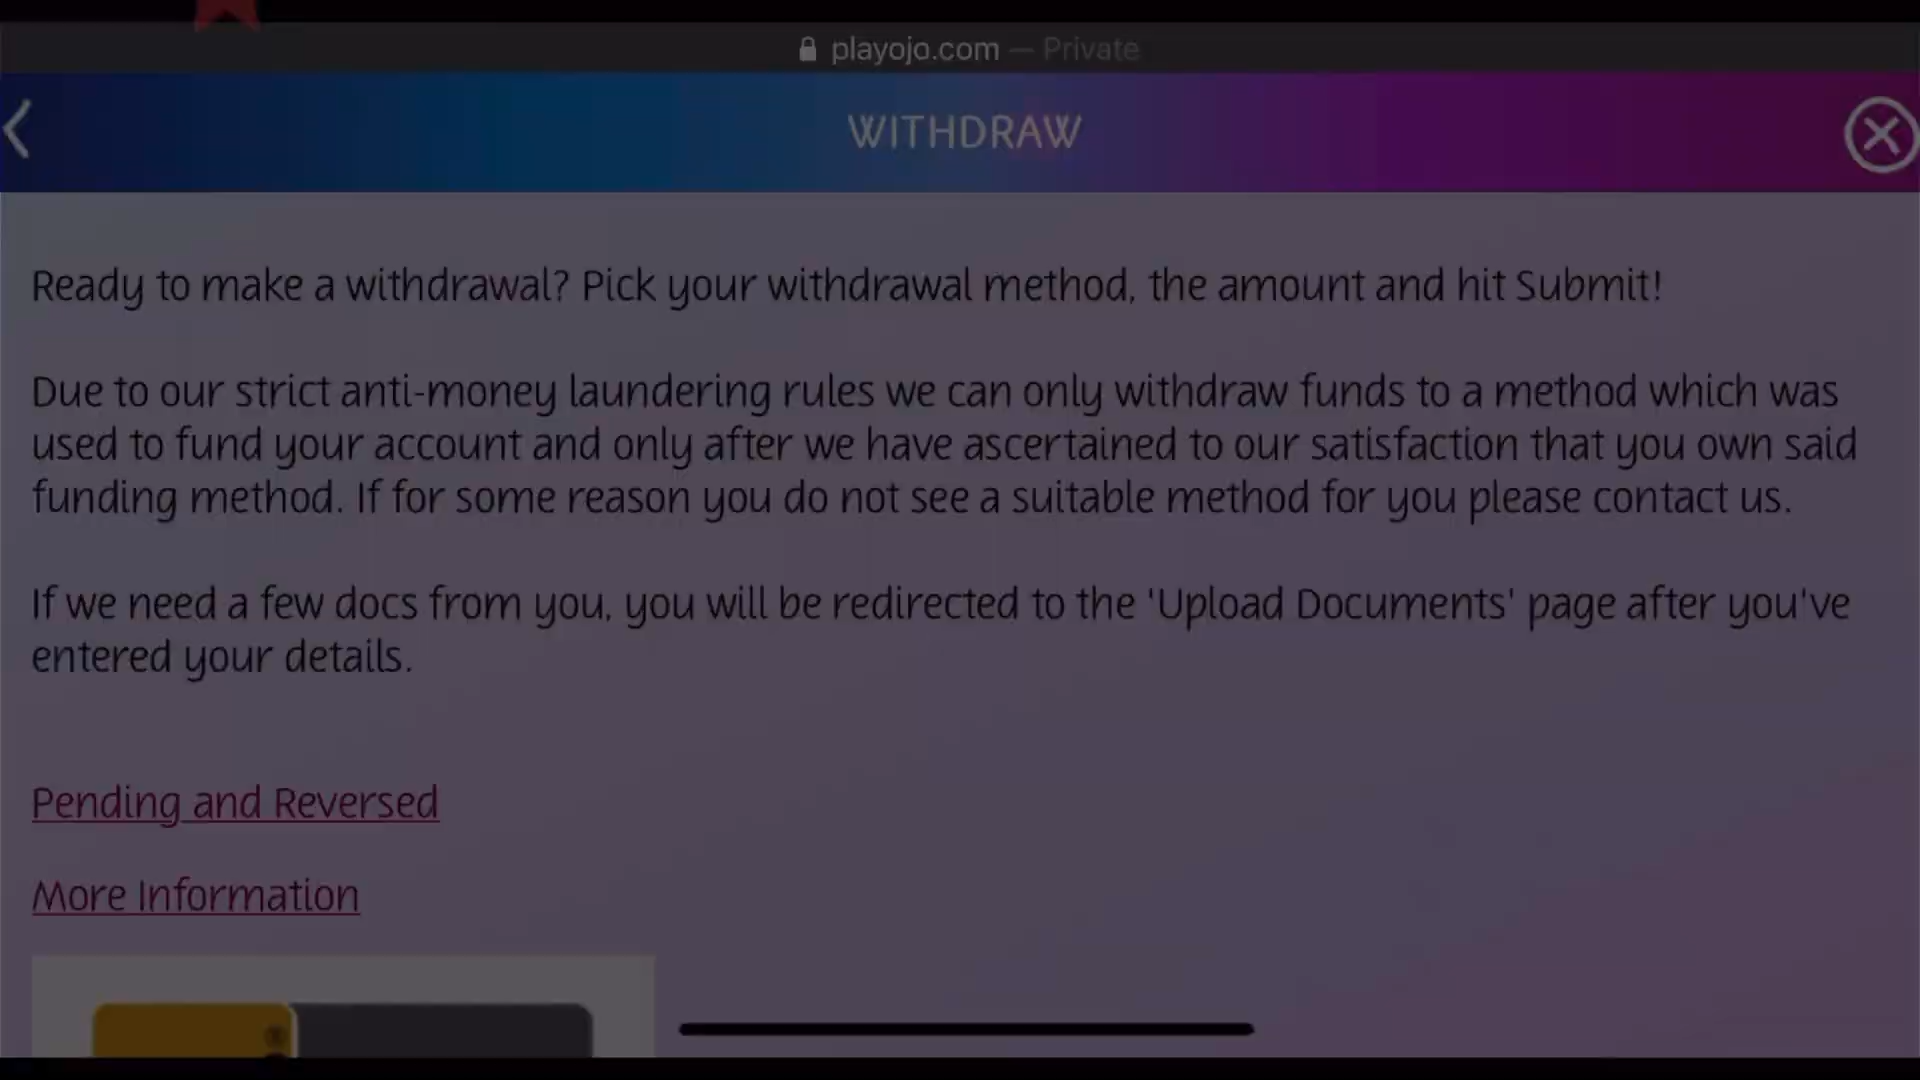 playojo.com — Private
WITHDRAW
Ready to make a withdrawal? Pick your withdrawal method, the amount and hit Submit!
Due to our strict anti-money laundering rules we can only withdraw funds to a method which was
used to fund your account and only after we have ascertained to our satisfaction that you own said
funding method. If for some reason you do not see a suitable method for you please contact us.
If we need a few docs from you, you will be redirected to the 'Upload Documents' page after you've
entered your details.
Pending and Reversed
More Information